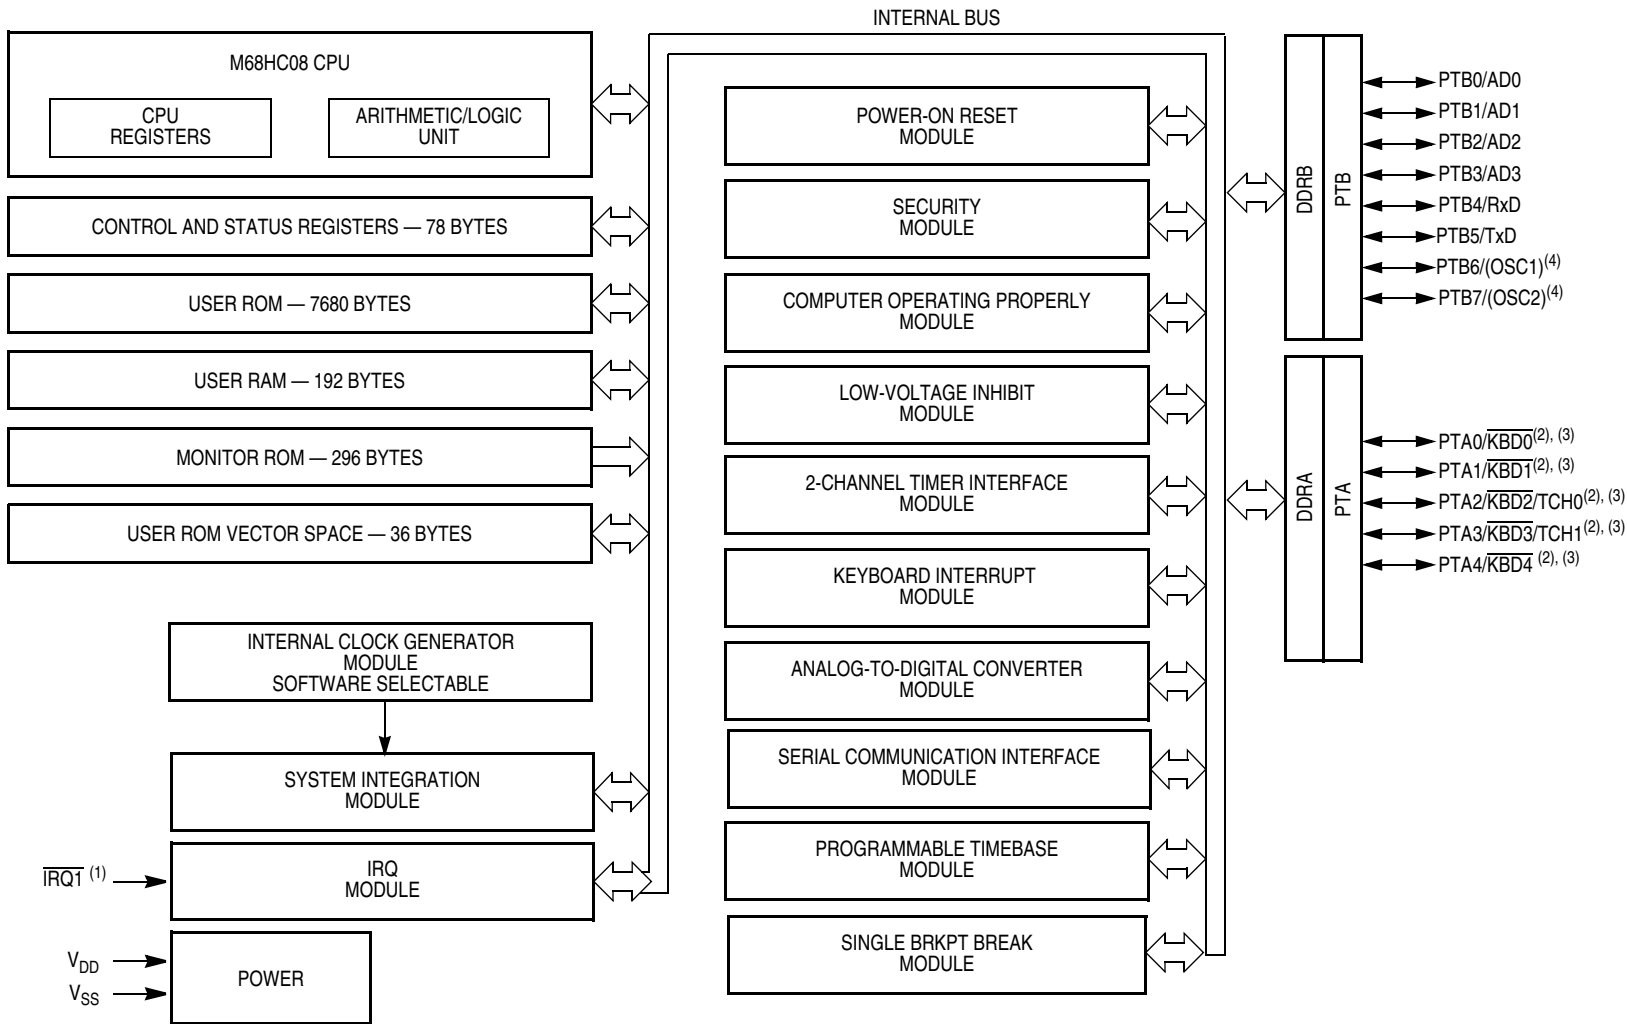 INTERNAL BUS
M68HC08 CPU
CPU
REGISTERS
ARITHMETIC/LOGIC
UNIT
CONTROL AND STATUS REGISTERS — 78 BYTES
USER ROM — 7680 BYTES
USER RAM — 192 BYTES
MONITOR ROM — 296 BYTES
USER ROM VECTOR SPACE — 36 BYTES
INTERNAL CLOCK GENERATOR
MODULE
SOFTWARE SELECTABLE
SYSTEM INTEGRATION
MODULE
IRQ1 (1)
IRQ
MODULE
VDD
VSS
POWER
POWER-ON RESET
MODULE
SECURITY
MODULE
COMPUTER OPERATING PROPERLY
MODULE
LOW-VOLTAGE INHIBIT
MODULE
2-CHANNEL TIMER INTERFACE
MODULE
KEYBOARD INTERRUPT
MODULE
ANALOG-TO-DIGITAL CONVERTER
MODULE
SERIAL COMMUNICATION INTERFACE
MODULE
PROGRAMMABLE TIMEBASE
MODULE
SINGLE BRKPT BREAK
MODULE
DDRB
PTB
PTB0/AD0
PTB1/AD1
PTB2/AD2
PTB3/AD3
PTB4/RxD
PTB5/TxD
PTB6/(OSC1)(4)
PTB7/(OSC2)(4)
DDRA
PTA
PTA0/KBD0(2), (3)
PTA1/KBD1(2), (3)
PTA2/KBD2/TCH0(2), (3)
PTA3/KBD3/TCH1(2), (3)
PTA4/KBD4 (2), (3)